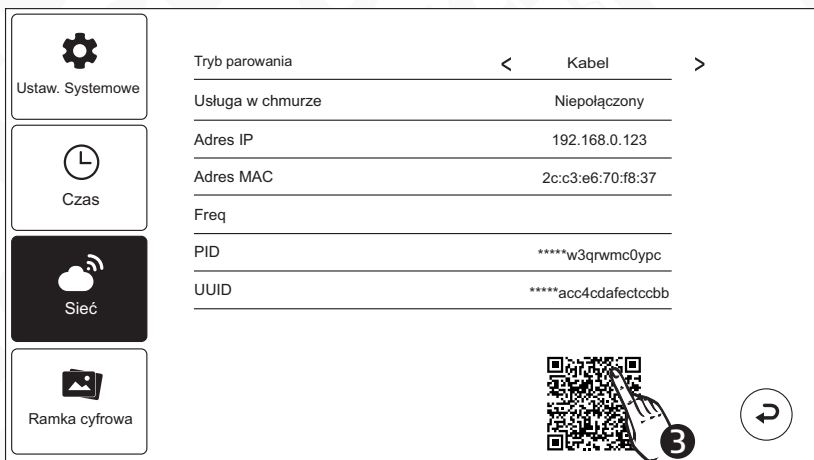 Ustaw. Systemowe
Czas
Sieć
Ramka cyfrowa
Tryb parowania < Kabel >
Usługa w chmurze Niepołączony
Adres IP 192.168.0.123
Adres MAC 2c:c3:e6:70:f8:37
Freq
PID *****w3qrwmc0ypc
UUID *****acc4cdafectccbb
3